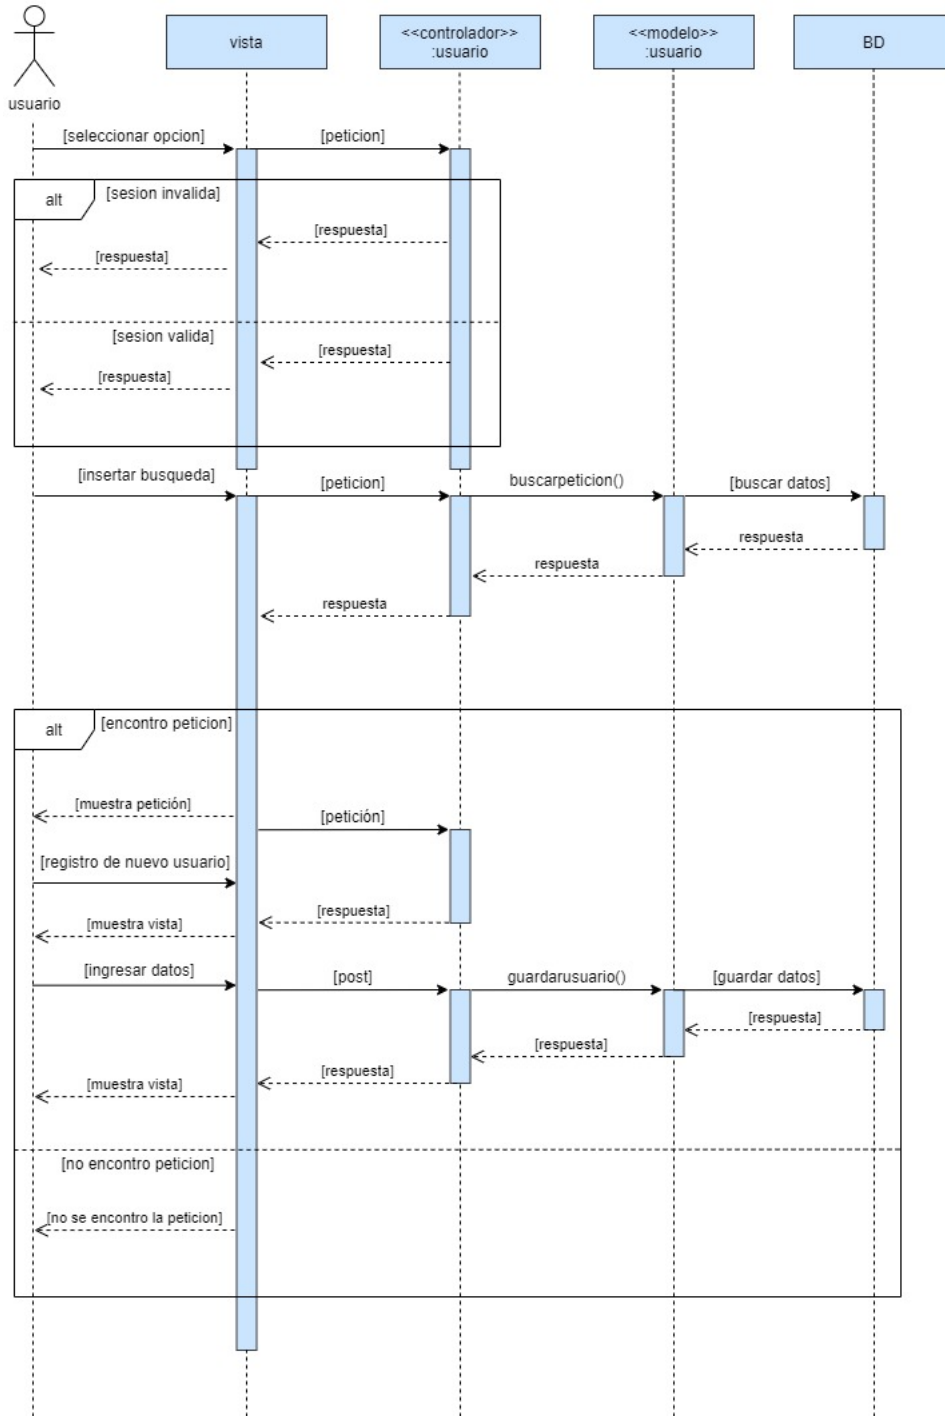 usuario
vista
<<controlador>>
:usuario
<<modelo>>
:usuario
BD
[seleccionar opcion]
[peticion]
alt
[sesion invalida]
[respuesta]
[respuesta]
[sesion valida]
[respuesta]
[respuesta]
[insertar busqueda]
[peticion]
buscarpeticion()
[buscar datos]
respuesta
respuesta
respuesta
alt
[encontro peticion]
[muestra petición]
[petición]
[registro de nuevo usuario]
[respuesta]
[muestra vista]
[ingresar datos]
[post]
guardarusuario()
[guardar datos]
[respuesta]
[respuesta]
[respuesta]
[muestra vista]
[no encontro peticion]
[no se encontro la peticion]